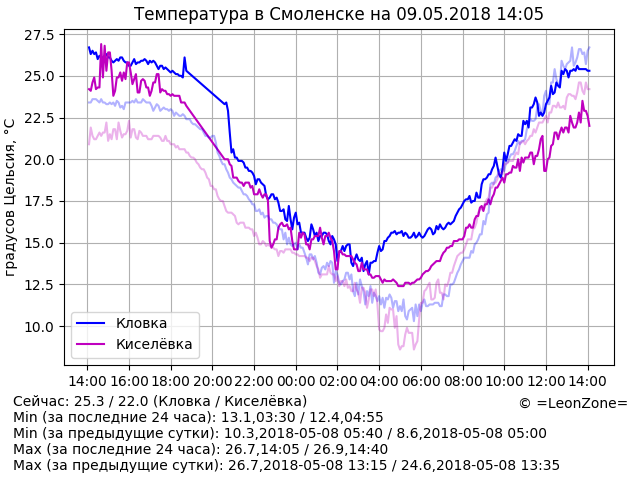 Температура в Смоленске на 09.05.2018 14:05
27.5
25.0
22.5
20.0
17.5
15.0
12.5
10.0
градусов Цельсия, °C
Кловка
Киселёвка
14:00 16:00 18:00 20:00 22:00 00:00 02:00 04:00 06:00 08:00 10:00 12:00 14:00
Сейчас: 25.3 / 22.0 (Кловка / Киселёвка)
© =LeonZone=
Min (за последние 24 часа): 13.1,03:30 / 12.4,04:55
Min (за предыдущие сутки): 10.3,2018-05-08 05:40 / 8.6,2018-05-08 05:00
Max (за последние 24 часа): 26.7,14:05 / 26.9,14:40
Max (за предыдущие сутки): 26.7,2018-05-08 13:15 / 24.6,2018-05-08 13:35